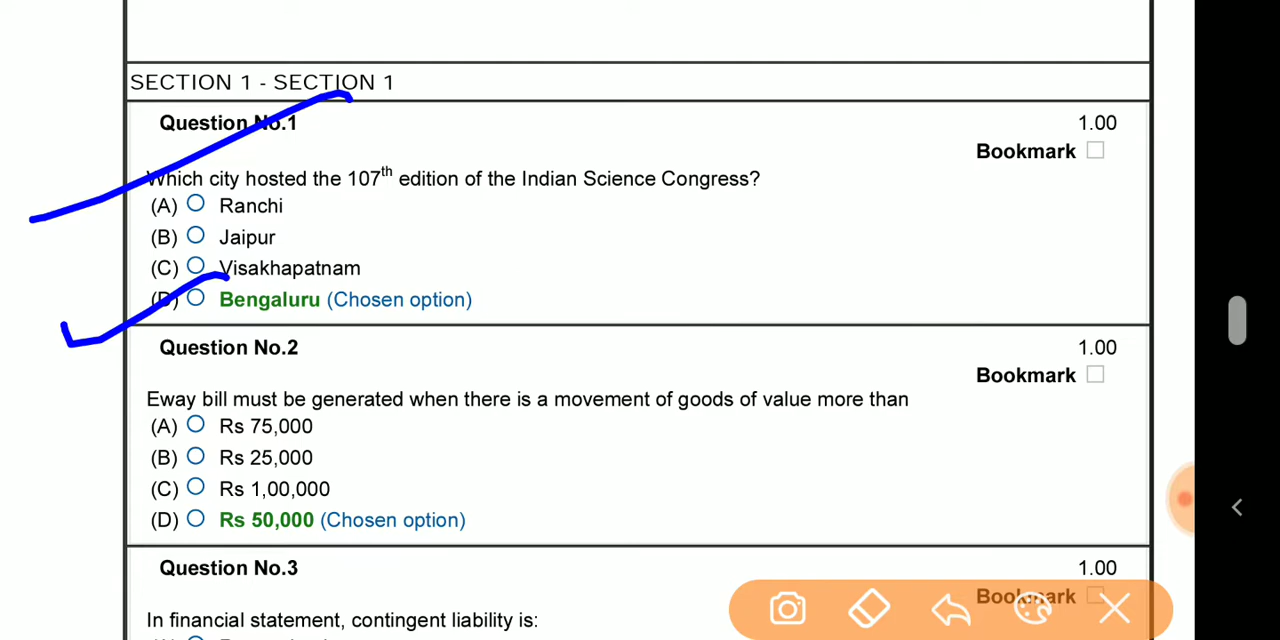 SECTION 1 - SECTION 1
Question No.1 1.00
Bookmark
Which city hosted the 107th edition of the Indian Science Congress?
(A) Ranchi
(B) Jaipur
(C) Visakhapatnam
(D) Bengaluru (Chosen option)
Question No.2 1.00
Bookmark
Eway bill must be generated when there is a movement of goods of value more than
(A) Rs 75,000
(B) Rs 25,000
(C) Rs 1,00,000
(D) Rs 50,000 (Chosen option)
Question No.3 1.00
Bookmark
In financial statement, contingent liability is: